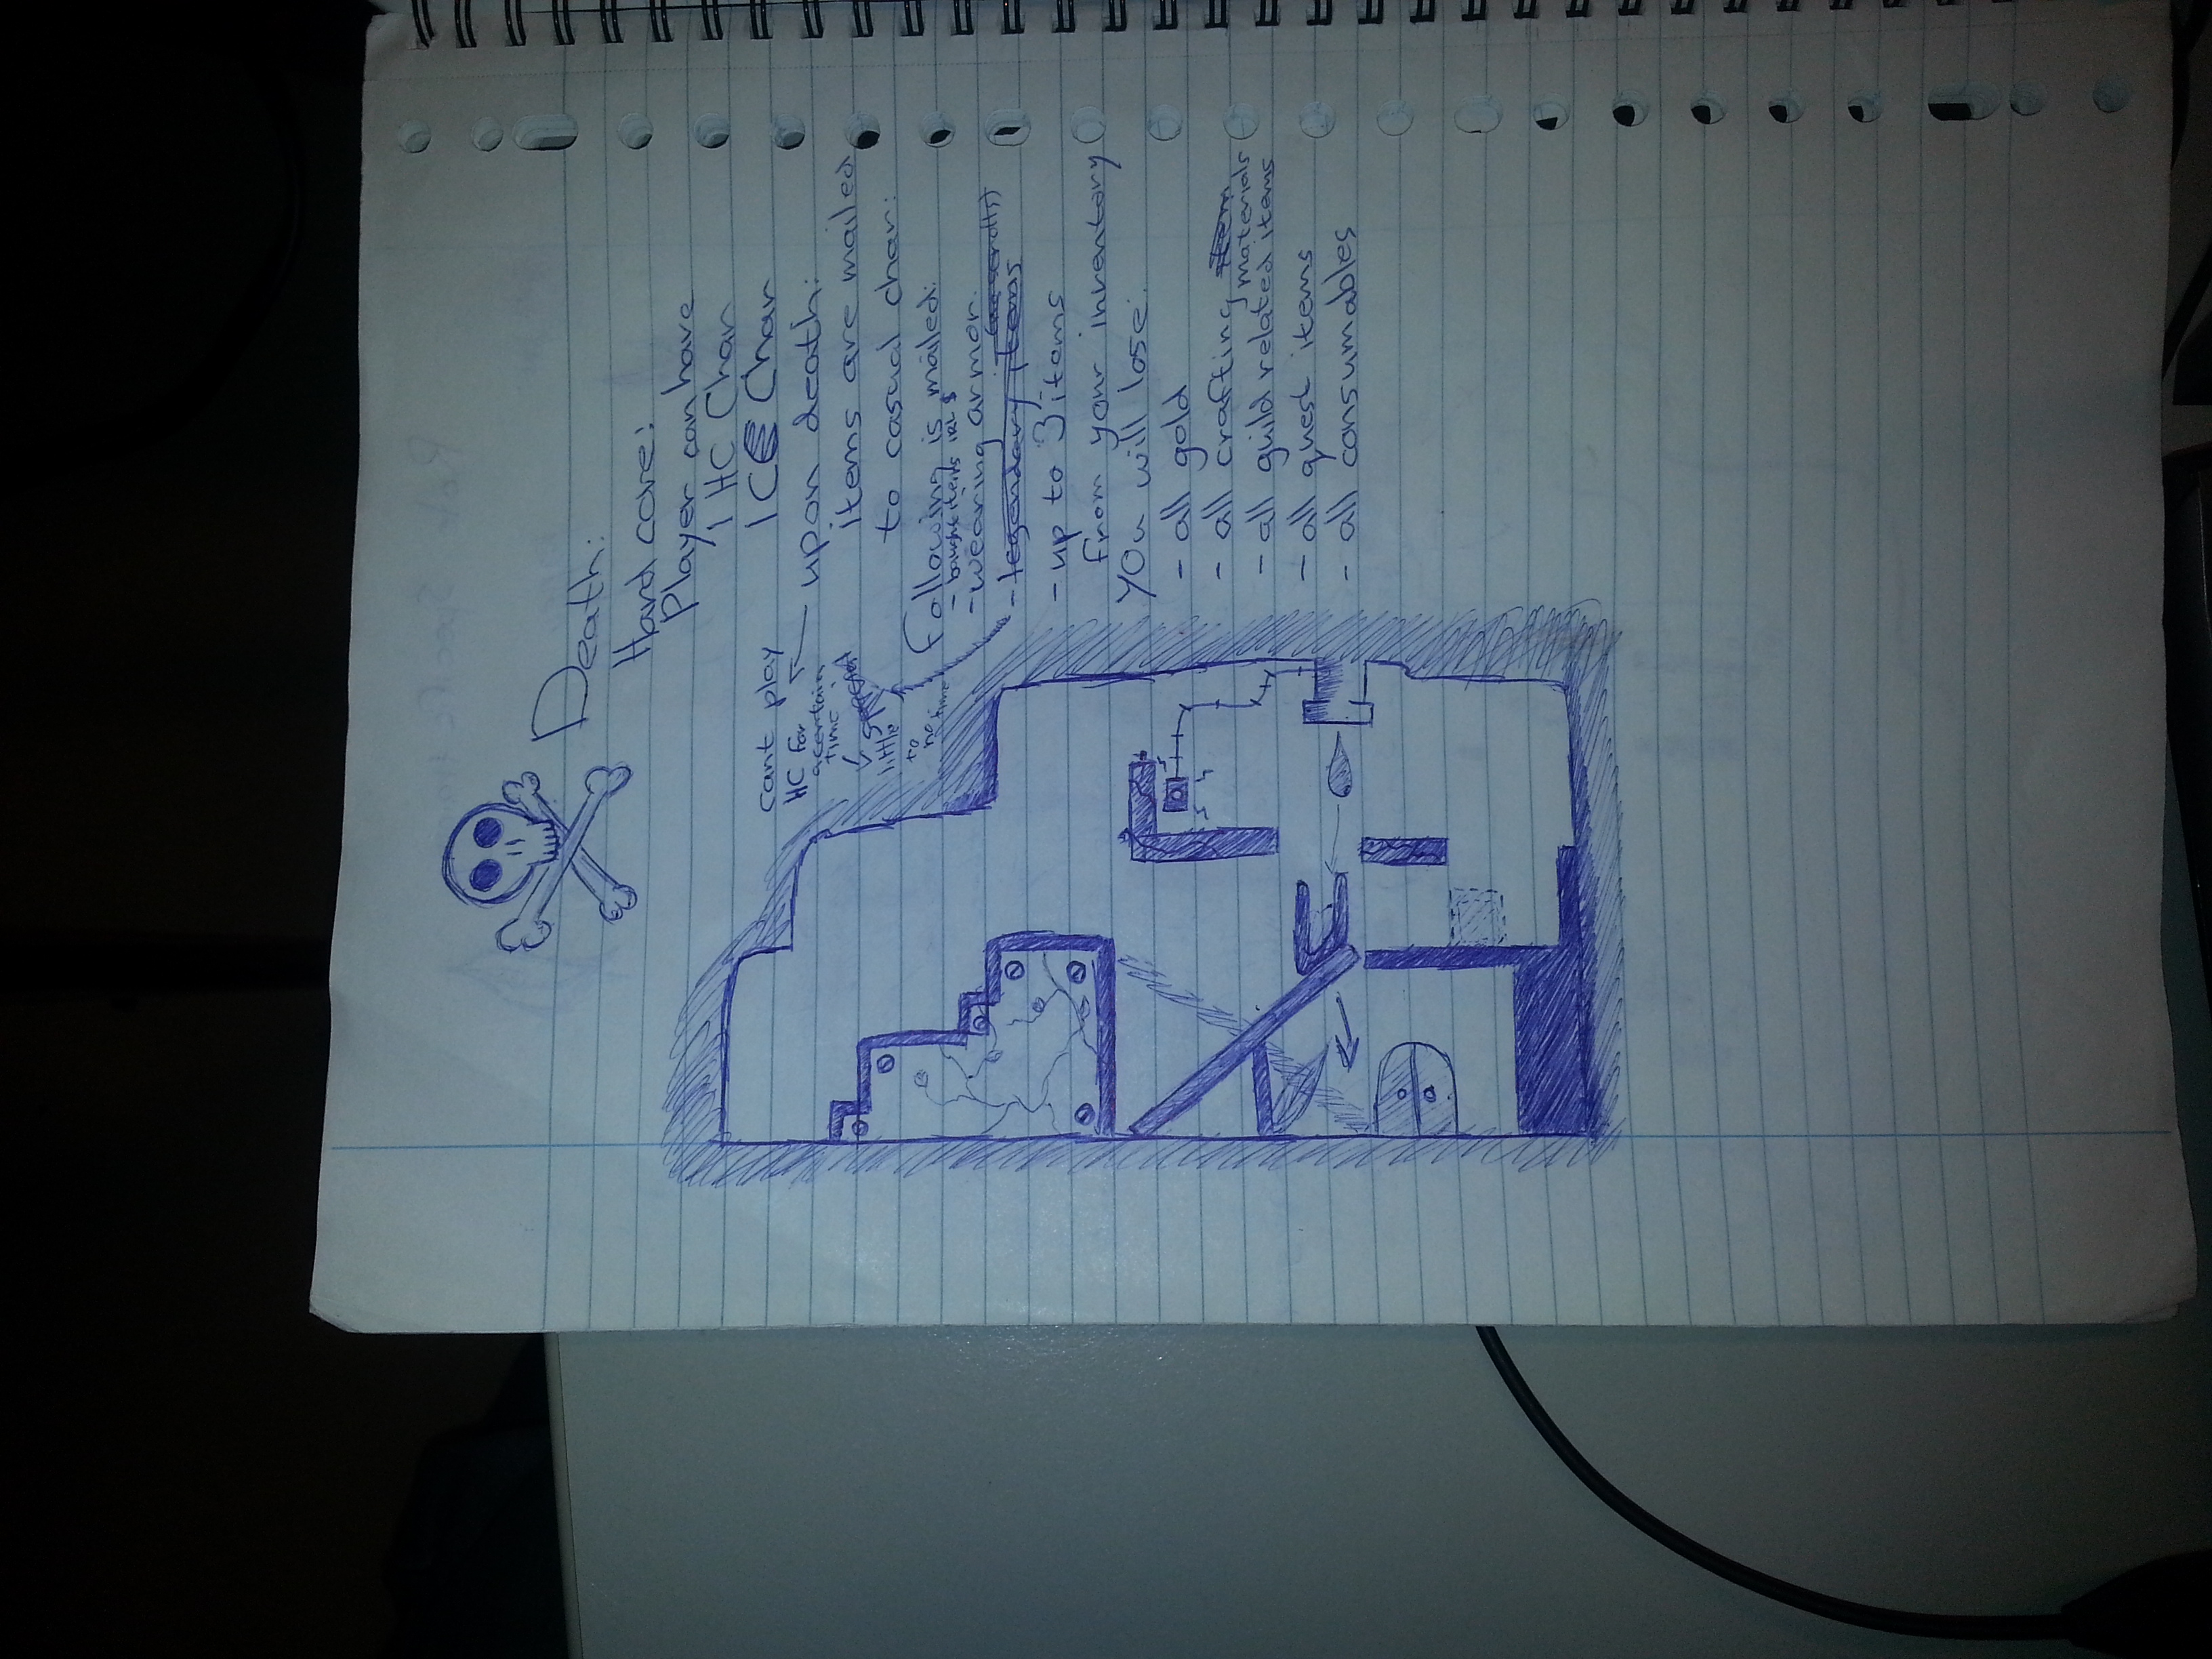 Death:
Hard core:
Player can have
1 HC Char
1 CE Char
cant play
HC for
a certain
time
little
to
no time
upon death:
items are mailed
to casual char:
Following is mailed:
- bought items IRL $
- wearing armor.
- legendary items
- up to 3 items
from your inventory
You will lose:
- all gold
- all crafting item
materials
- all guild related items
- all quest items
- all consumables